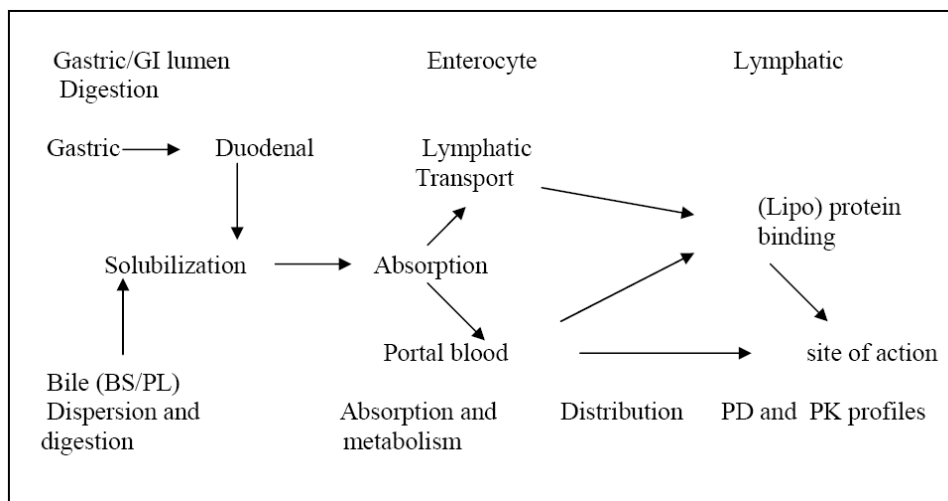 Gastric/GI lumen
Digestion
Enterocyte
Lymphatic
Gastric
Duodenal
Lymphatic
Transport
(Lipo) protein
binding
Solubilization
Absorption
Portal blood
site of action
Bile (BS/PL)
Dispersion and
digestion
Absorption and
metabolism
Distribution
PD and PK profiles